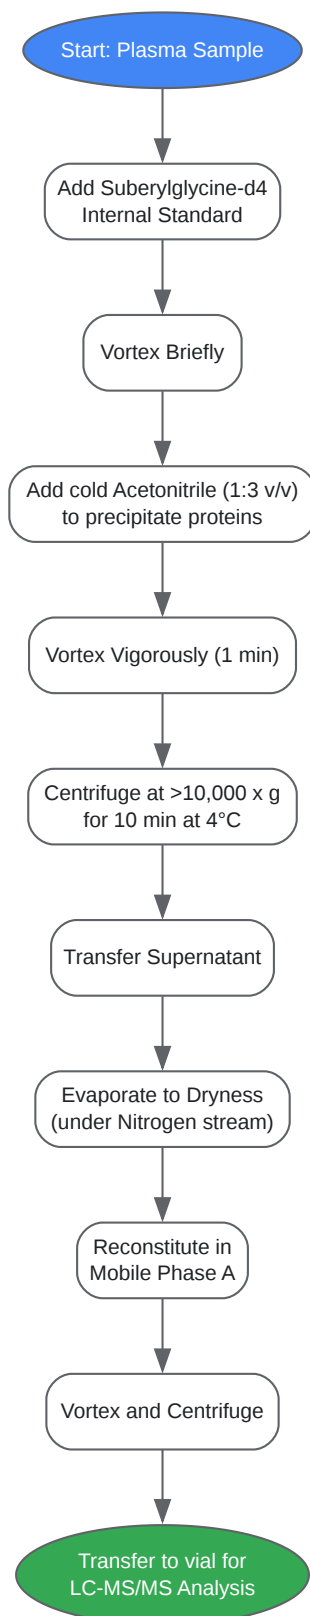 Start: Plasma Sample
Add Suberylglycine-d4
Internal Standard
Vortex Briefly
Add cold Acetonitrile (1:3 v/v)
to precipitate proteins
Vortex Vigorously (1 min)
Centrifuge at >10,000 x g
for 10 min at 4°C
Transfer Supernatant
Evaporate to Dryness
(under Nitrogen stream)
Reconstitute in
Mobile Phase A
Vortex and Centrifuge
Transfer to vial for
LC-MS/MS Analysis